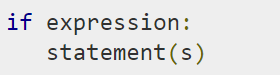 if expression:
   statement(s)